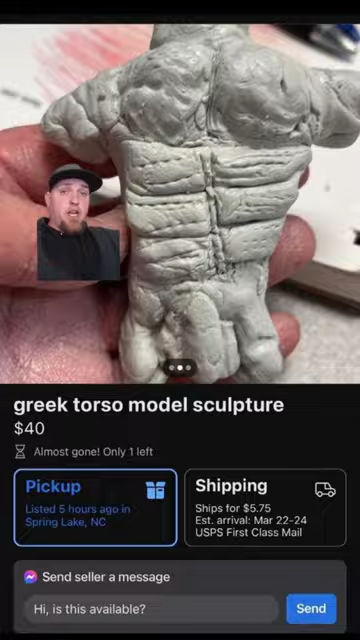 greek torso model sculpture
$40
Almost gone! Only 1 left
Pickup
Listed 5 hours ago in
Spring Lake, NC
Shipping
Ships for $5.75
Est. arrival: Mar 22-24
USPS First Class Mail
Send seller a message
Hi, is this available?
Send